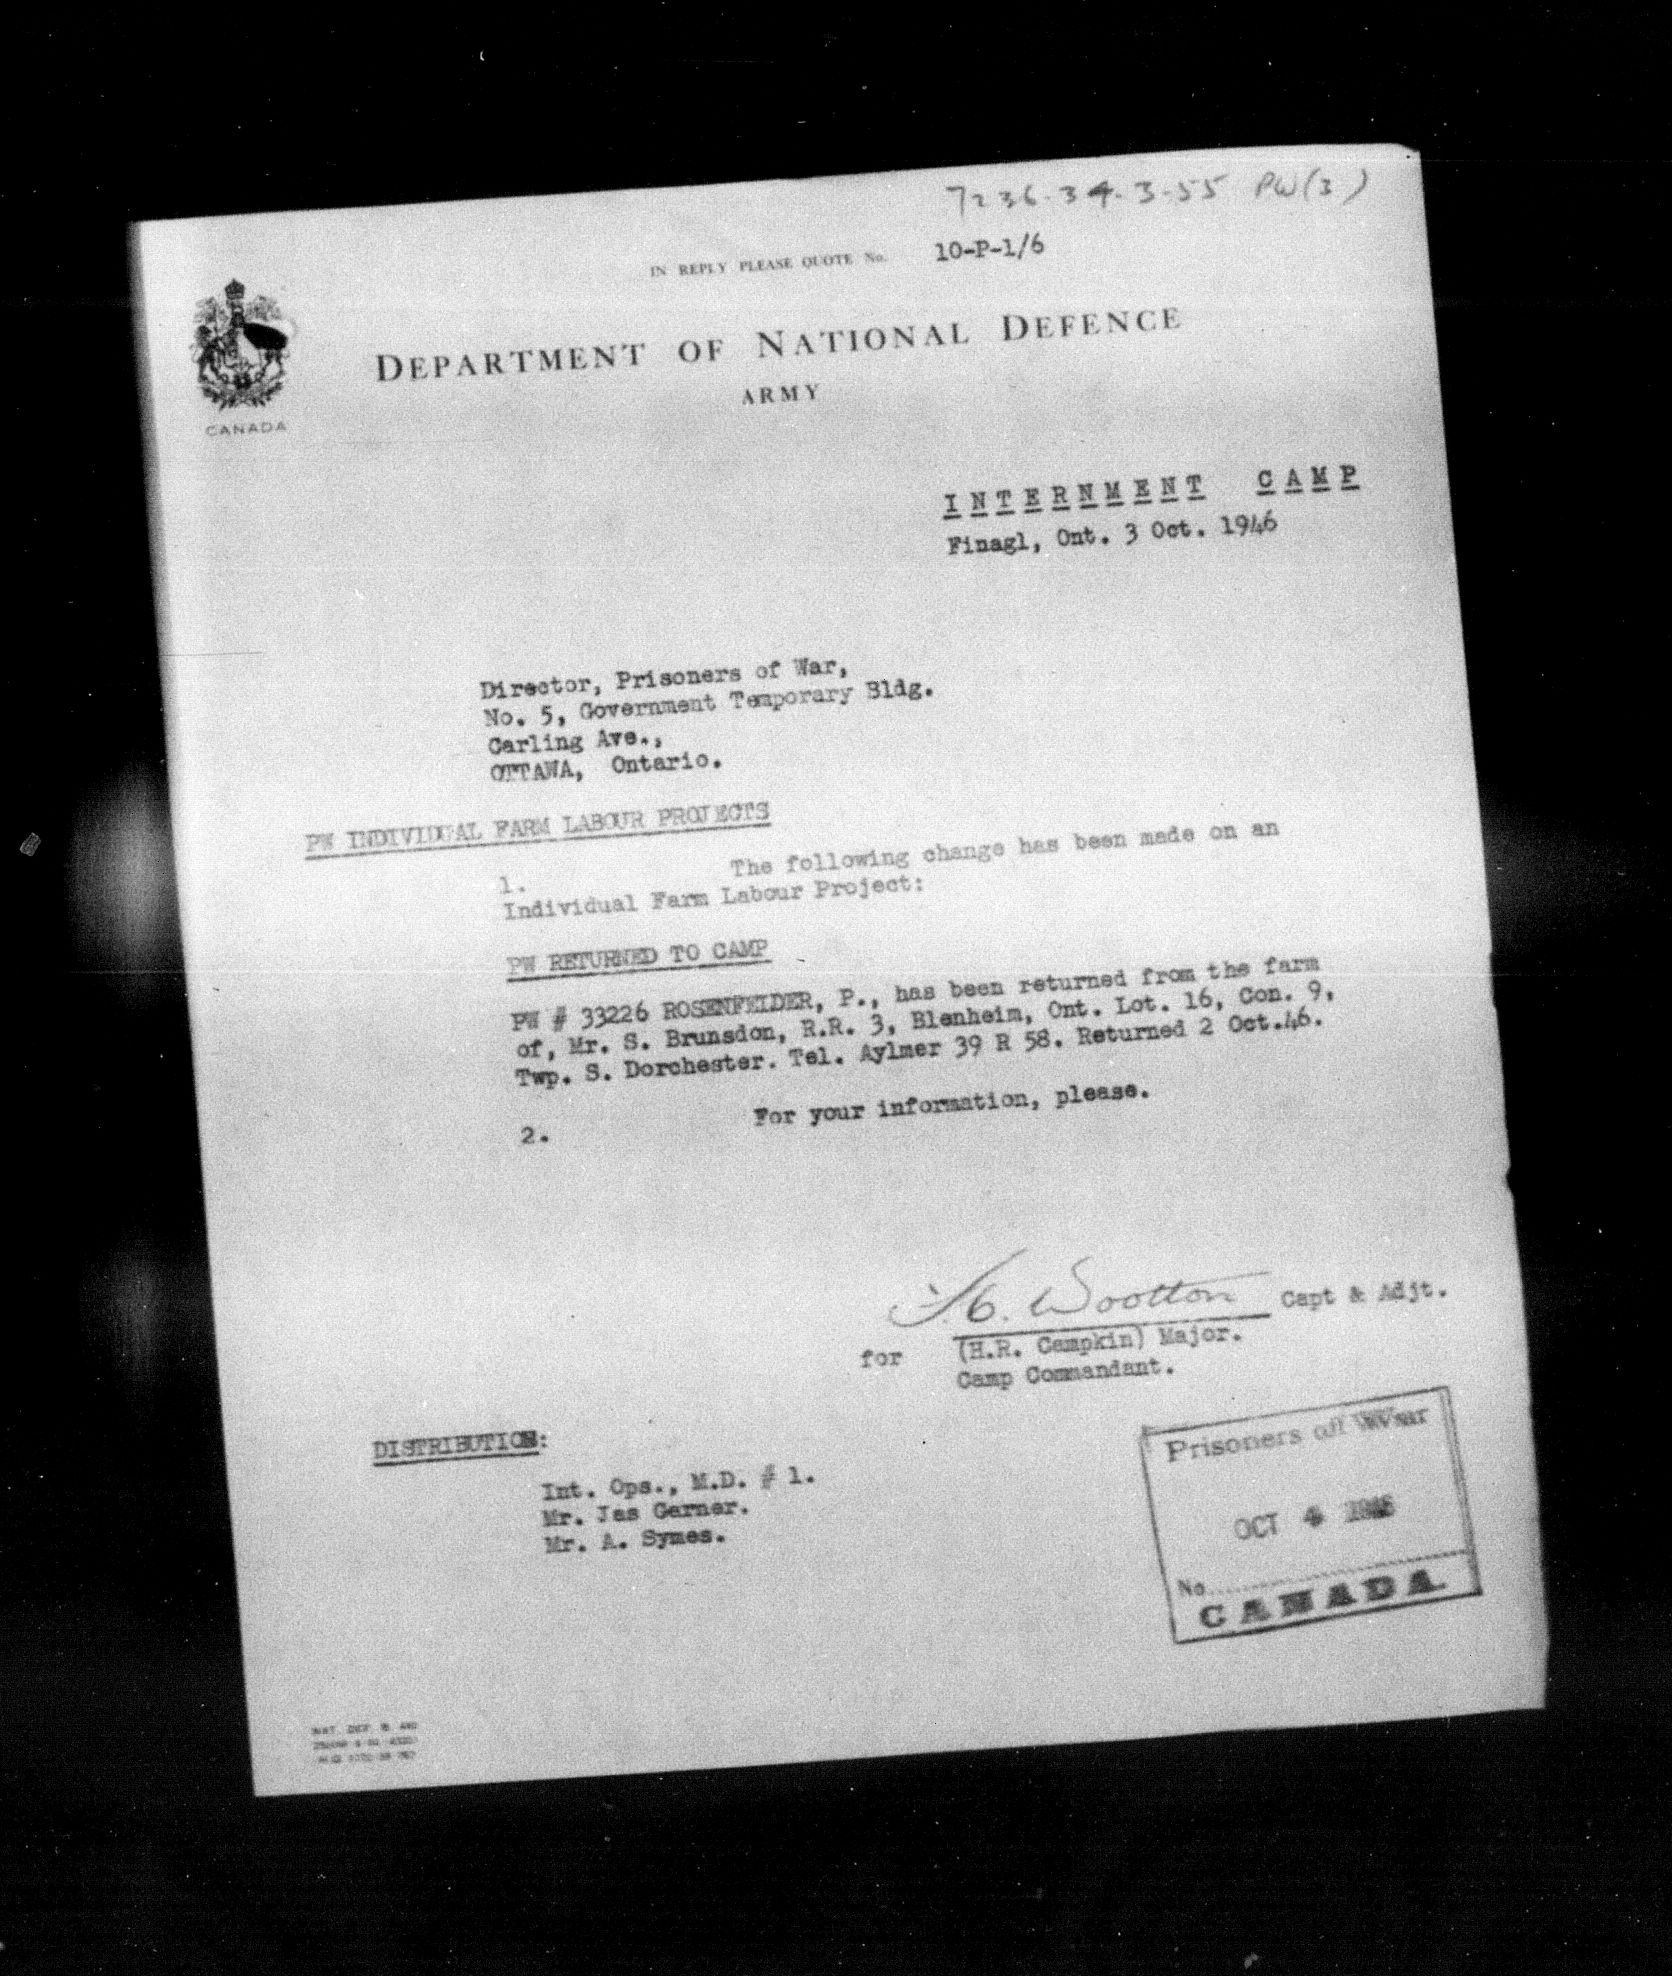 7236-34-3-55 PW(3)
IN REPLY PLEASE QUOTE No. 10-P-1/6
CANADA
DEPARTMENT OF NATIONAL DEFENCE
ARMY
INTERNMENT CAMP
Finagl, Ont. 3 Oct. 1946
Director, Prisoners of War,
No. 5, Government Temporary Bldg.
Carling Ave.,
OTTAWA, Ontario.
PW INDIVIDUAL FARM LABOUR PROJECTS
1. The following change has been made on an
Individual Farm Labour Project:
PW RETURNED TO CAMP
PW # 33226 ROSENFELDER, P., has been returned from the farm
of, Mr. S. Brunsdon, R.R. 3, Blenheim, Ont. Lot. 16, Con. 9,
Twp. S. Dorchester. Tel. Aylmer 39 R 58. Returned 2 Oct.46.
2. For your information, please.
Wootton Capt & Adjt.
for (H.R. Campkin) Major.
Camp Commandant.
DISTRIBUTION:
Int. Ops., M.D. # 1.
Mr. Jas Garner.
Mr. A. Symes.
Prisoners of War
OCT 4 1946
No.
CANADA